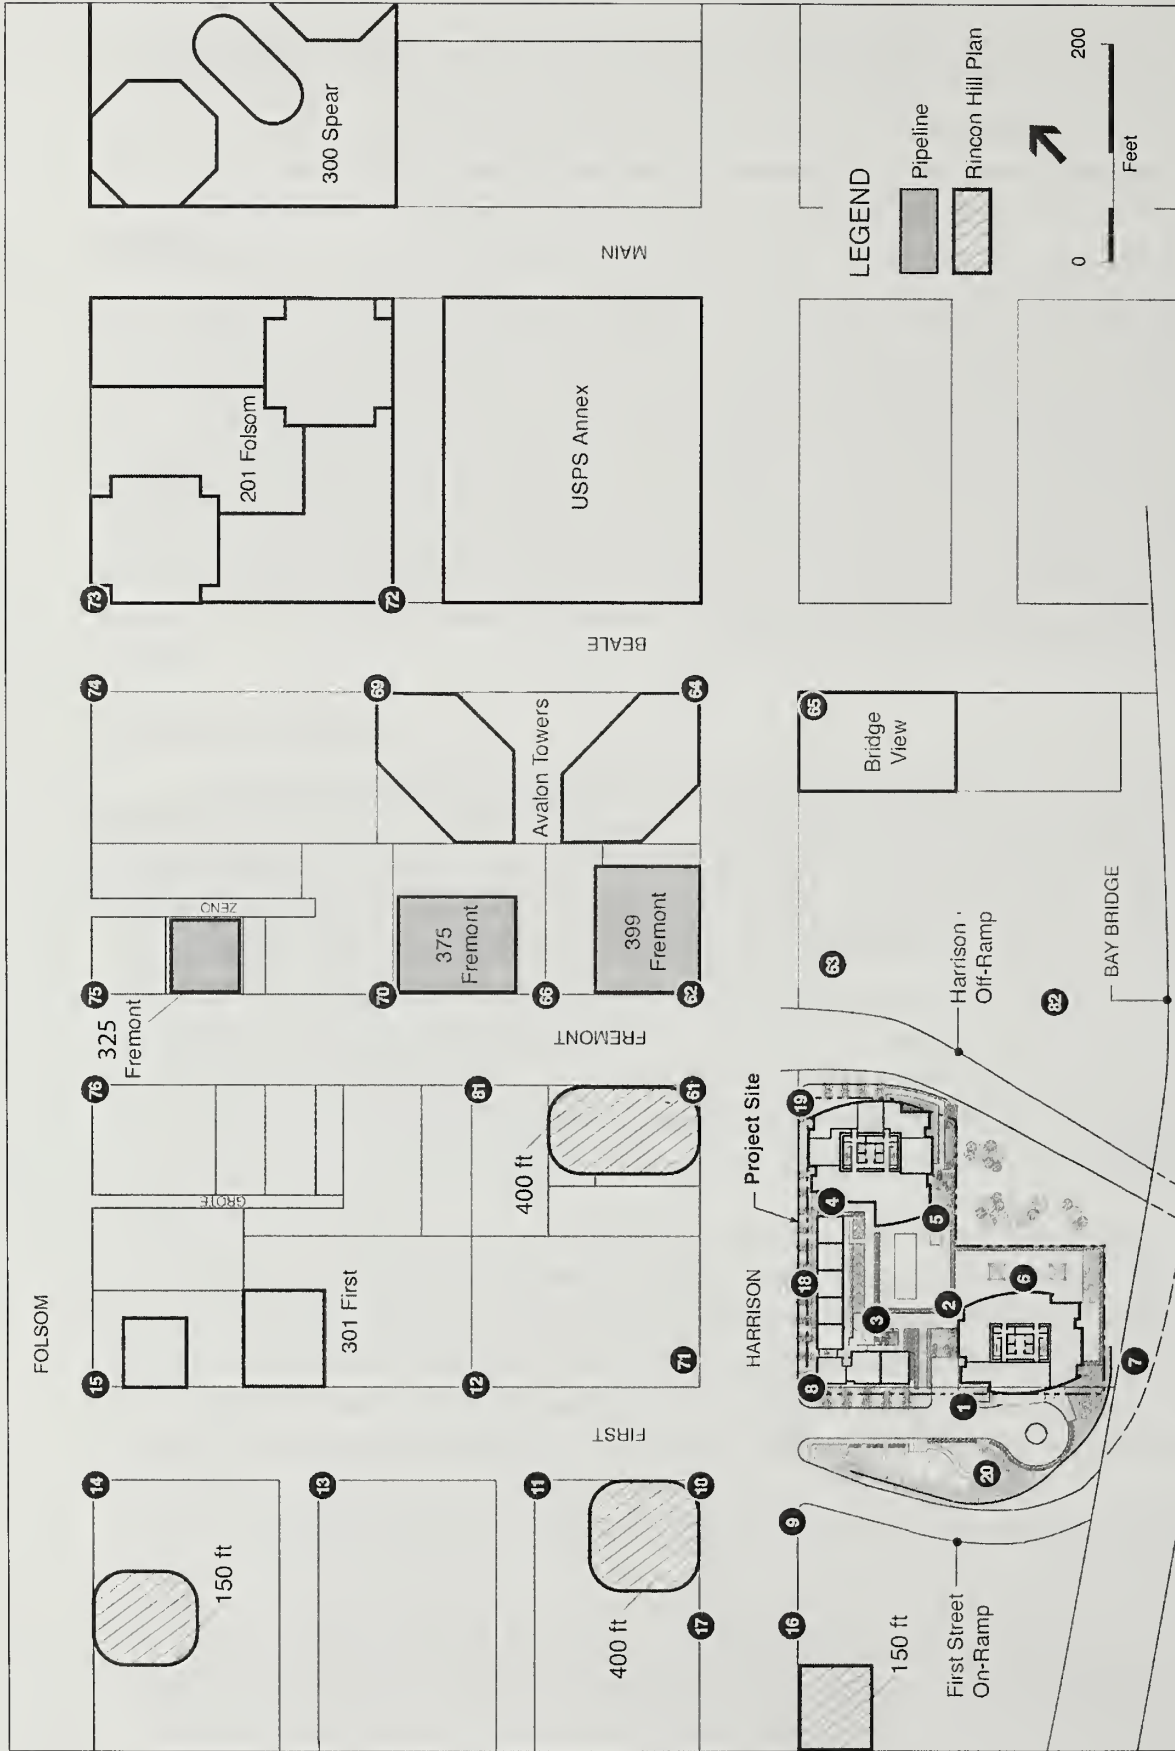 FOLSOM
300 Spear
MAIN
201 Folsom
USPS Annex
73
72
BEALE
74
69
64
Avalon Towers
65
Bridge
View
ZENO
75
325
Fremont
70
375
Fremont
66
399
Fremont
62
63
FREMONT
82
Harrison
Off-Ramp
BAY BRIDGE
76
61
61
400 ft
GROTE
301 First
15
12
71
HARRISON
Project Site
19
4
5
18
3
2
6
8
1
7
20
FIRST
14
13
11
10
9
150 ft
400 ft
17
16
150 ft
First Street
On-Ramp
LEGEND
Pipeline
Rincon Hill Plan
0
200
Feet